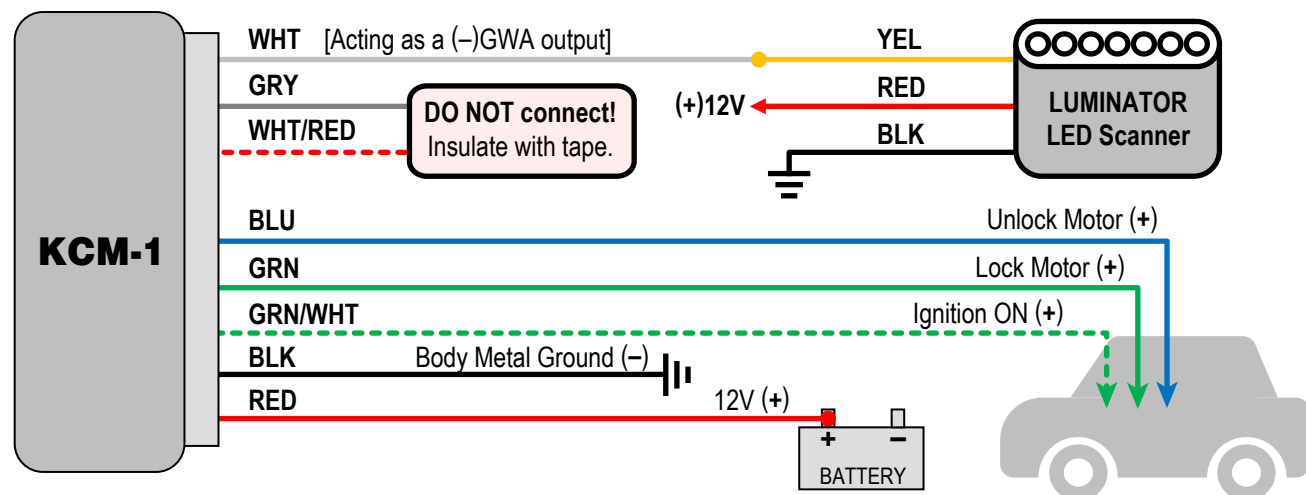 WHT [Acting as a (–)GWA output] YEL
GRY
DO NOT connect!
Insulate with tape.
(+)12V RED
WHT/RED
BLK
LUMINATOR
LED Scanner
KCM-1
BLU Unlock Motor (+)
GRN Lock Motor (+)
GRN/WHT Ignition ON (+)
BLK Body Metal Ground (–)
RED 12V (+)
+ –
BATTERY